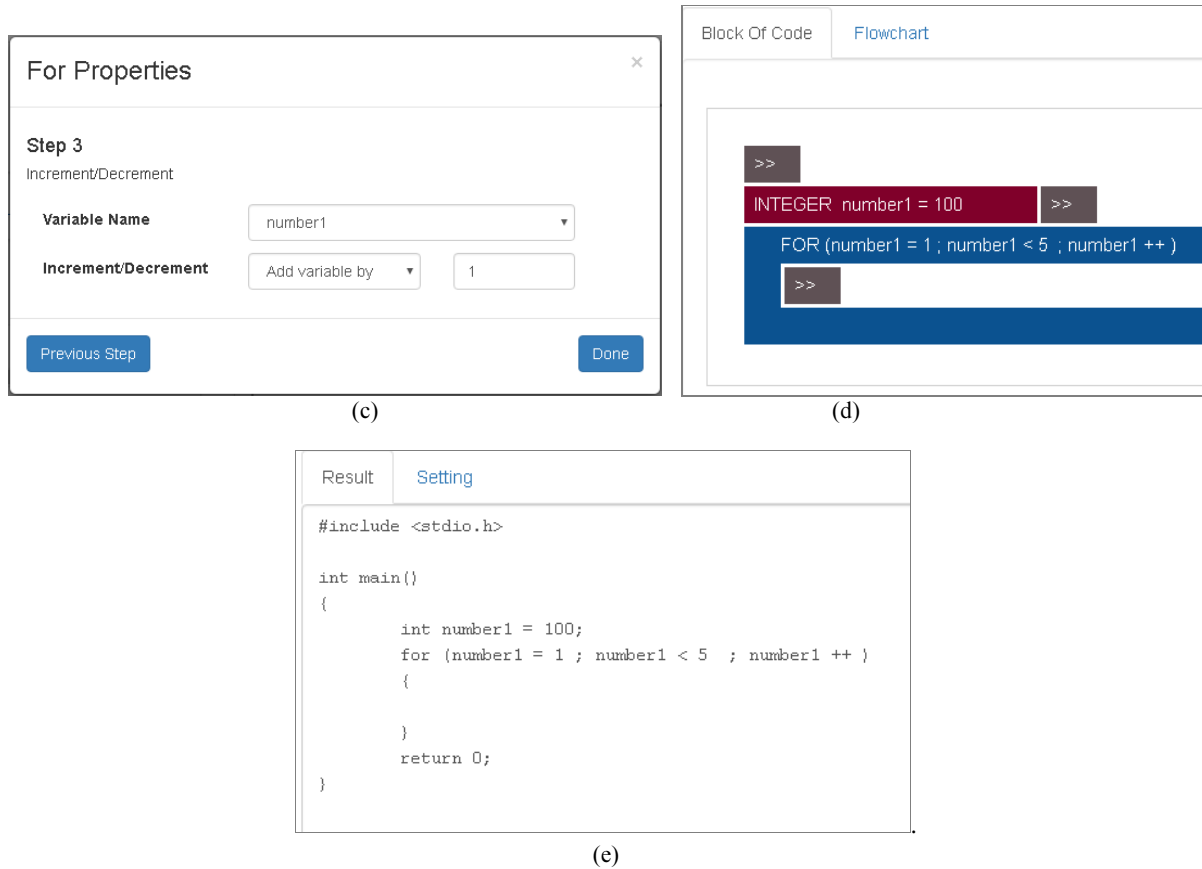 For Properties
×
Step 3
Increment/Decrement
Variable Name
number1
Increment/Decrement
Add variable by
1
Previous Step
Done
(c)
Block Of Code
Flowchart
>>
INTEGER  number1 = 100
>>
FOR (number1 = 1 ; number1 < 5  ; number1 ++ )
>>
(d)
Result
Setting
#include <stdio.h>
int main()
{
int number1 = 100;
for (number1 = 1 ; number1 < 5  ; number1 ++ )
{
}
return 0;
}
.
(e)